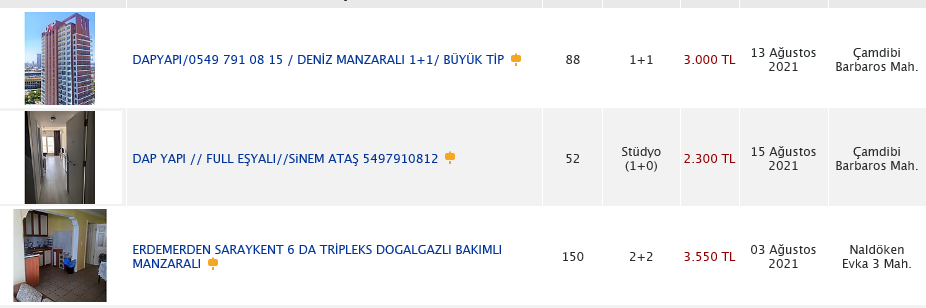 DAPYAPI/0549 791 08 15 / DENİZ MANZARALI 1+1/ BÜYÜK TİP
88
1+1
3.000 TL
13 Ağustos
2021
Çamdibi
Barbaros Mah.
DAP YAPI // FULL EŞYALI//SiNEM ATAŞ 5497910812
52
Stüdyo
(1+0)
2.300 TL
15 Ağustos
2021
Çamdibi
Barbaros Mah.
ERDEMERDEN SARAYKENT 6 DA TRİPLEKS DOGALGAZLI BAKIMLI
MANZARALI
150
2+2
3.550 TL
03 Ağustos
2021
Naldöken
Evka 3 Mah.